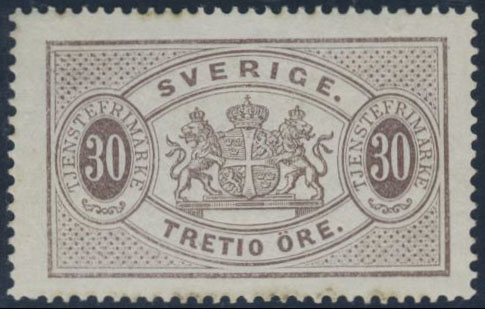 SVERIGE.
TJENSTEFRIMARKE
30
TJENSTEFRIMARKE
30
TRETIO ÖRE.